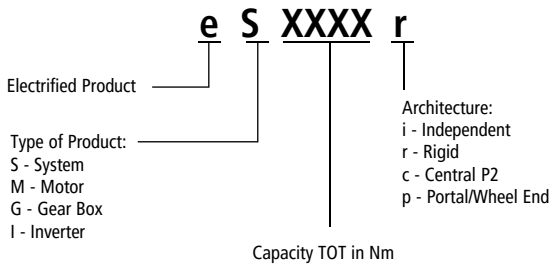 e S XXXX r
Electrified Product
Type of Product:
S - System
M - Motor
G - Gear Box
I - Inverter
Architecture:
i - Independent
r - Rigid
c - Central P2
p - Portal/Wheel End
Capacity TOT in Nm